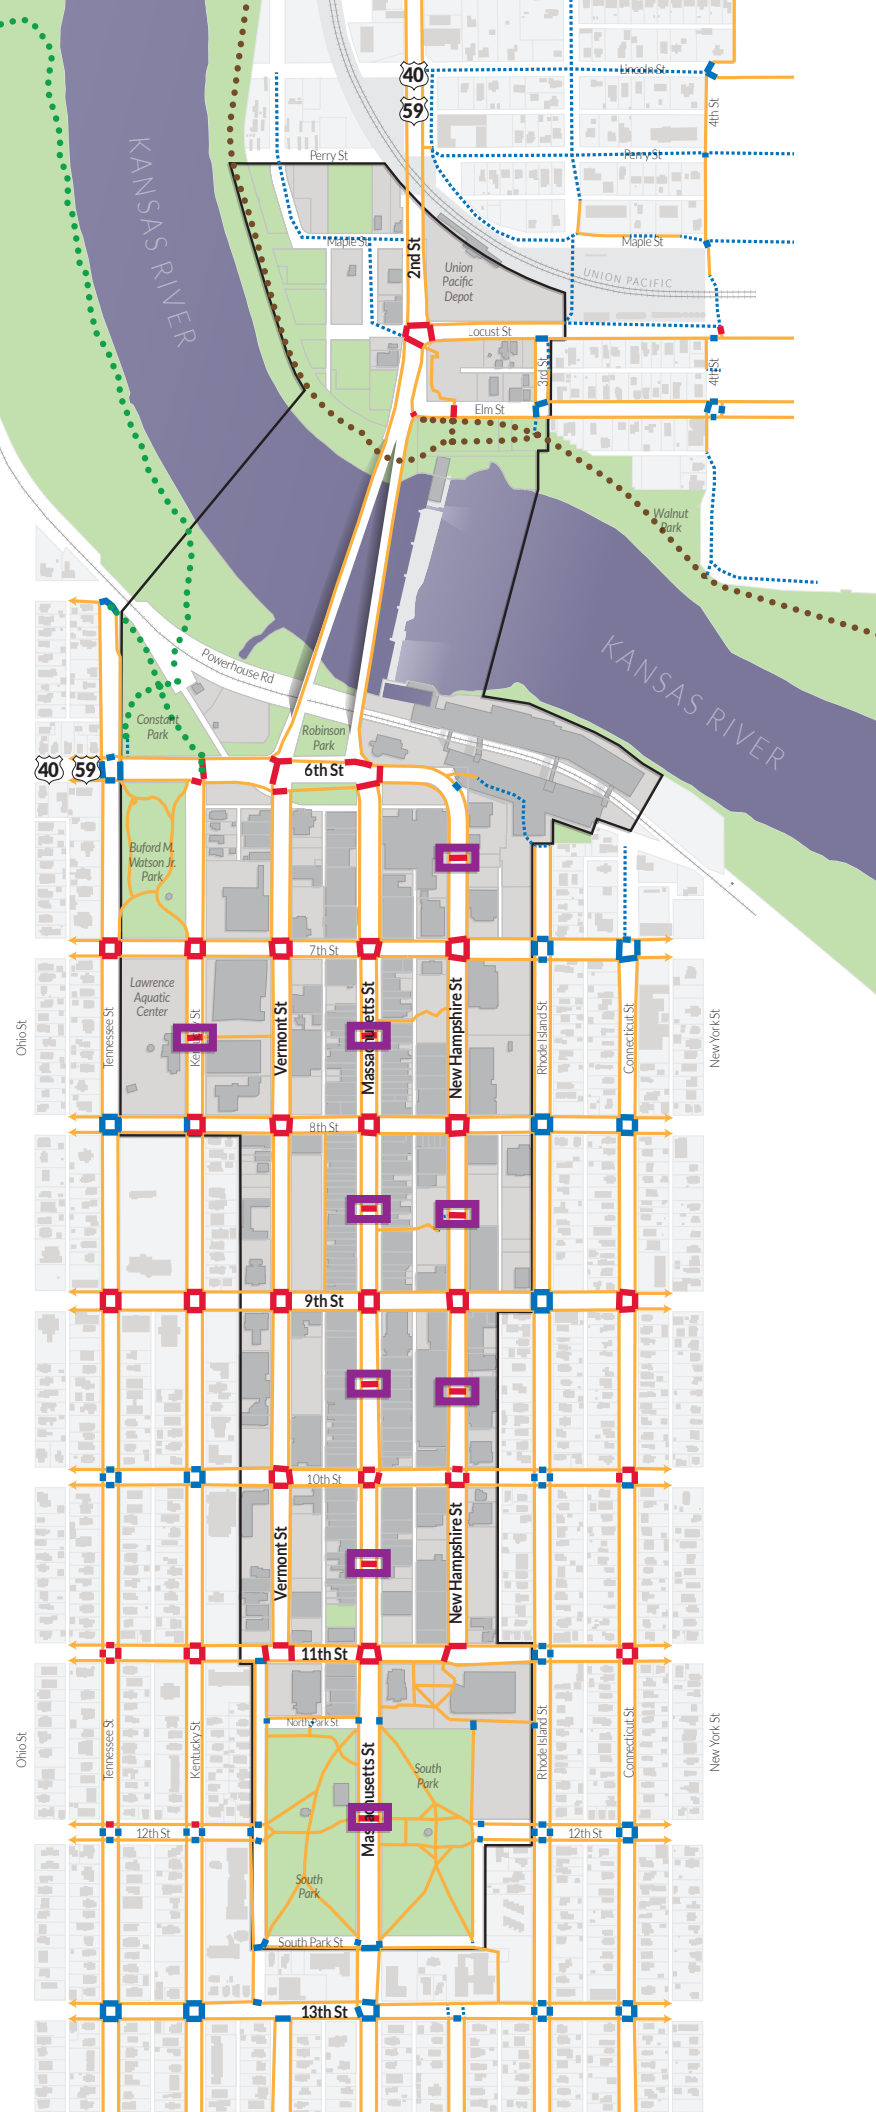 Lincoln St
40
59
4th St
KANSAS RIVER
Perry St
Perry St
Maple St
2nd St
Maple St
Union
Pacific
Depot
UNION PACIFIC
Locust St
3rd St
4th St
Elm St
Walnut
Park
Powerhouse Rd
KANSAS RIVER
Constant
Park
Robinson
Park
40
59
6th St
Buford M.
Watson Jr.
Park
7th St
Lawrence
Aquatic
Center
Ohio St
Tennessee St
Kentucky St
Vermont St
Massachusetts St
New Hampshire St
Rhode Island St
Connecticut St
New York St
8th St
9th St
10th St
Vermont St
New Hampshire St
11th St
North Park St
Ohio St
Tennessee St
Kentucky St
Massachusetts St
South
Park
Rhode Island St
Connecticut St
New York St
12th St
12th St
South
Park
South Park St
13th St